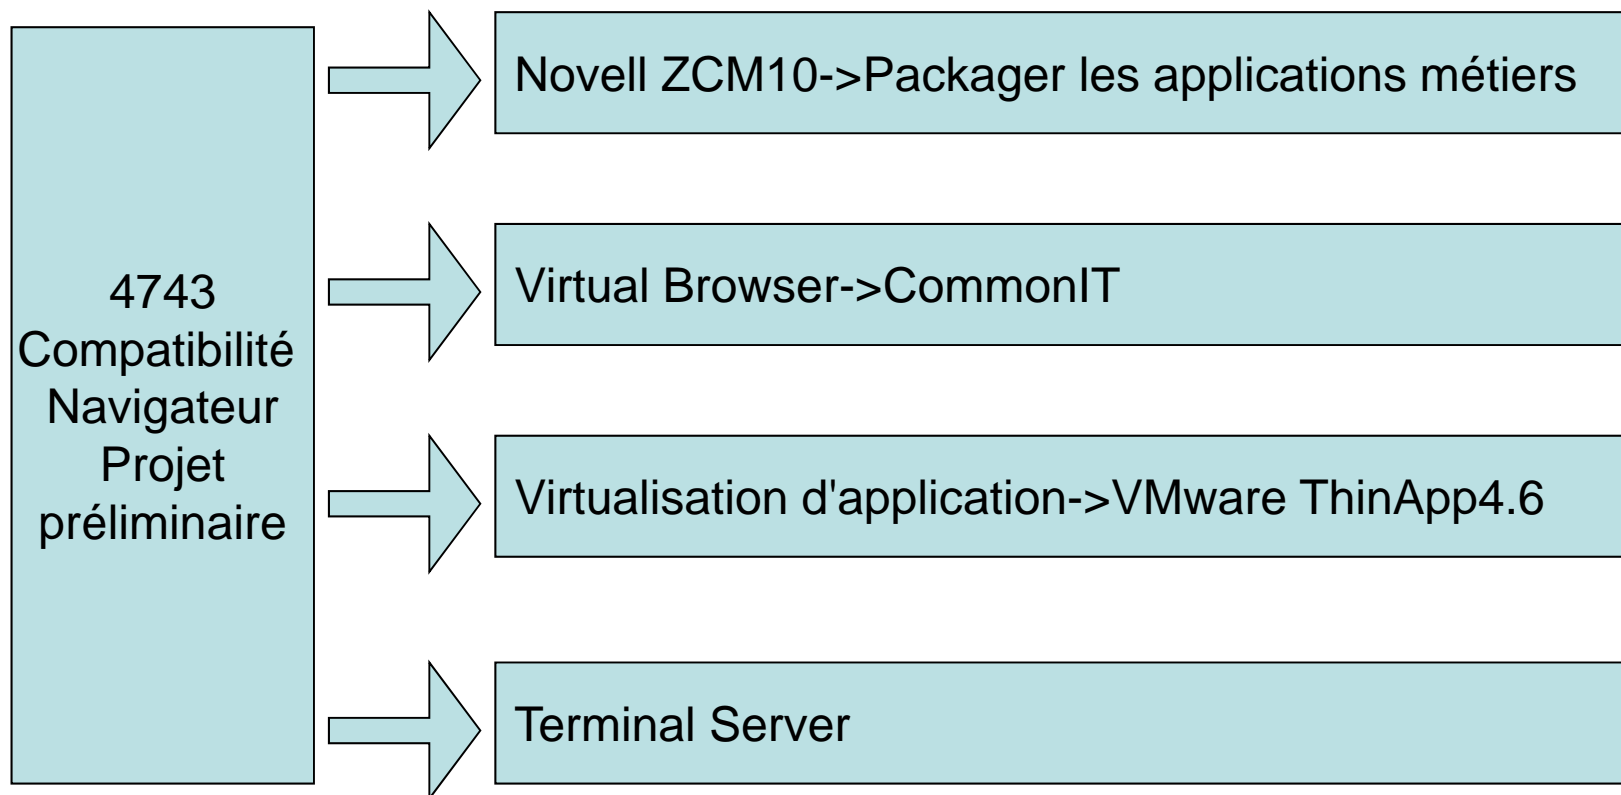 4743
Compatibilité
Navigateur
Projet
préliminaire
Novell ZCM10->Packager les applications métiers
Virtual Browser->CommonIT
Virtualisation d'application->VMware ThinApp4.6
Terminal Server